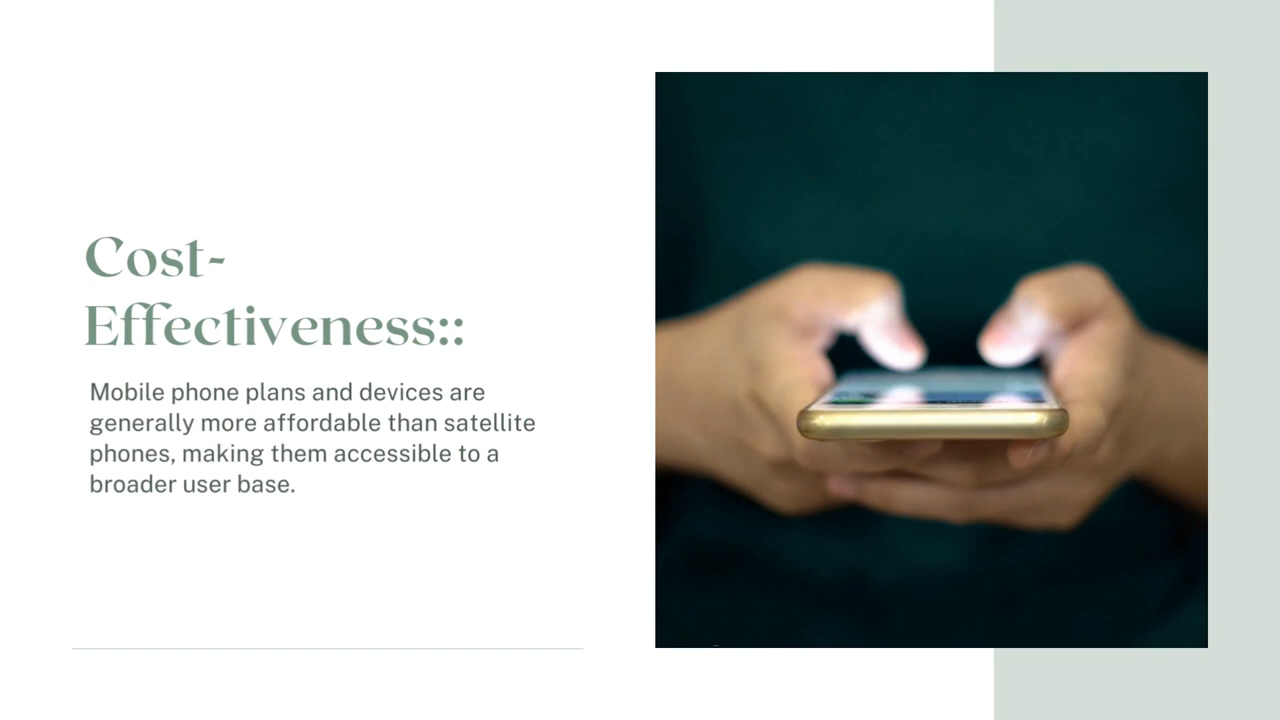 Cost-
Effectiveness::
Mobile phone plans and devices are
generally more affordable than satellite
phones, making them accessible to a
broader user base.